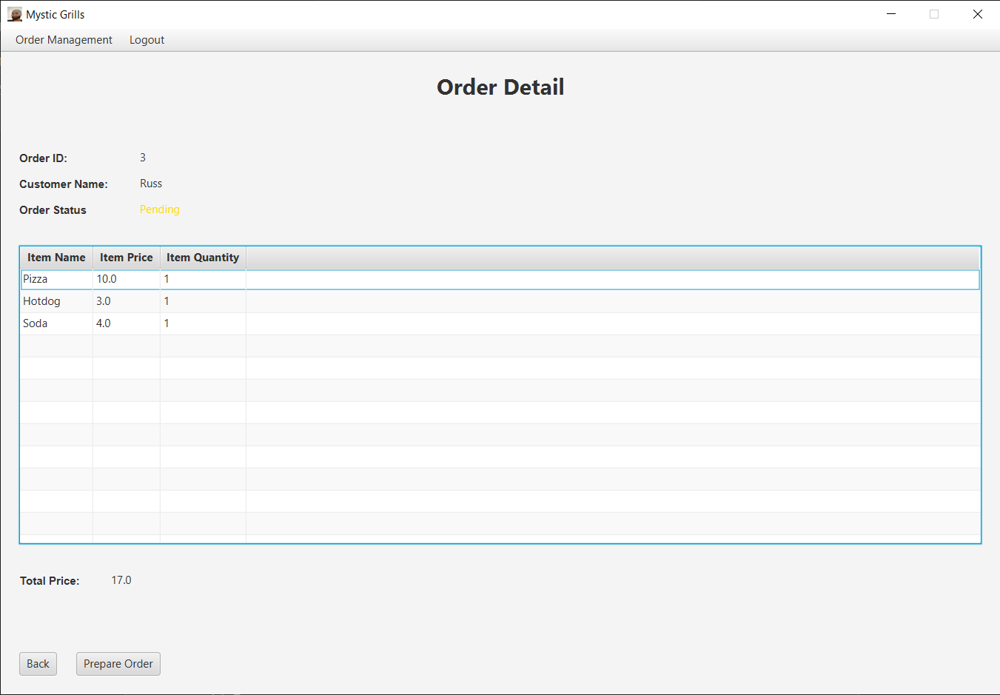 Mystic Grills
Order Management Logout
Order Detail
Order ID: 3
Customer Name: Russ
Order Status Pending
Item Name Item Price Item Quantity
Pizza 10.0 1
Hotdog 3.0 1
Soda 4.0 1
Total Price: 17.0
Back Prepare Order